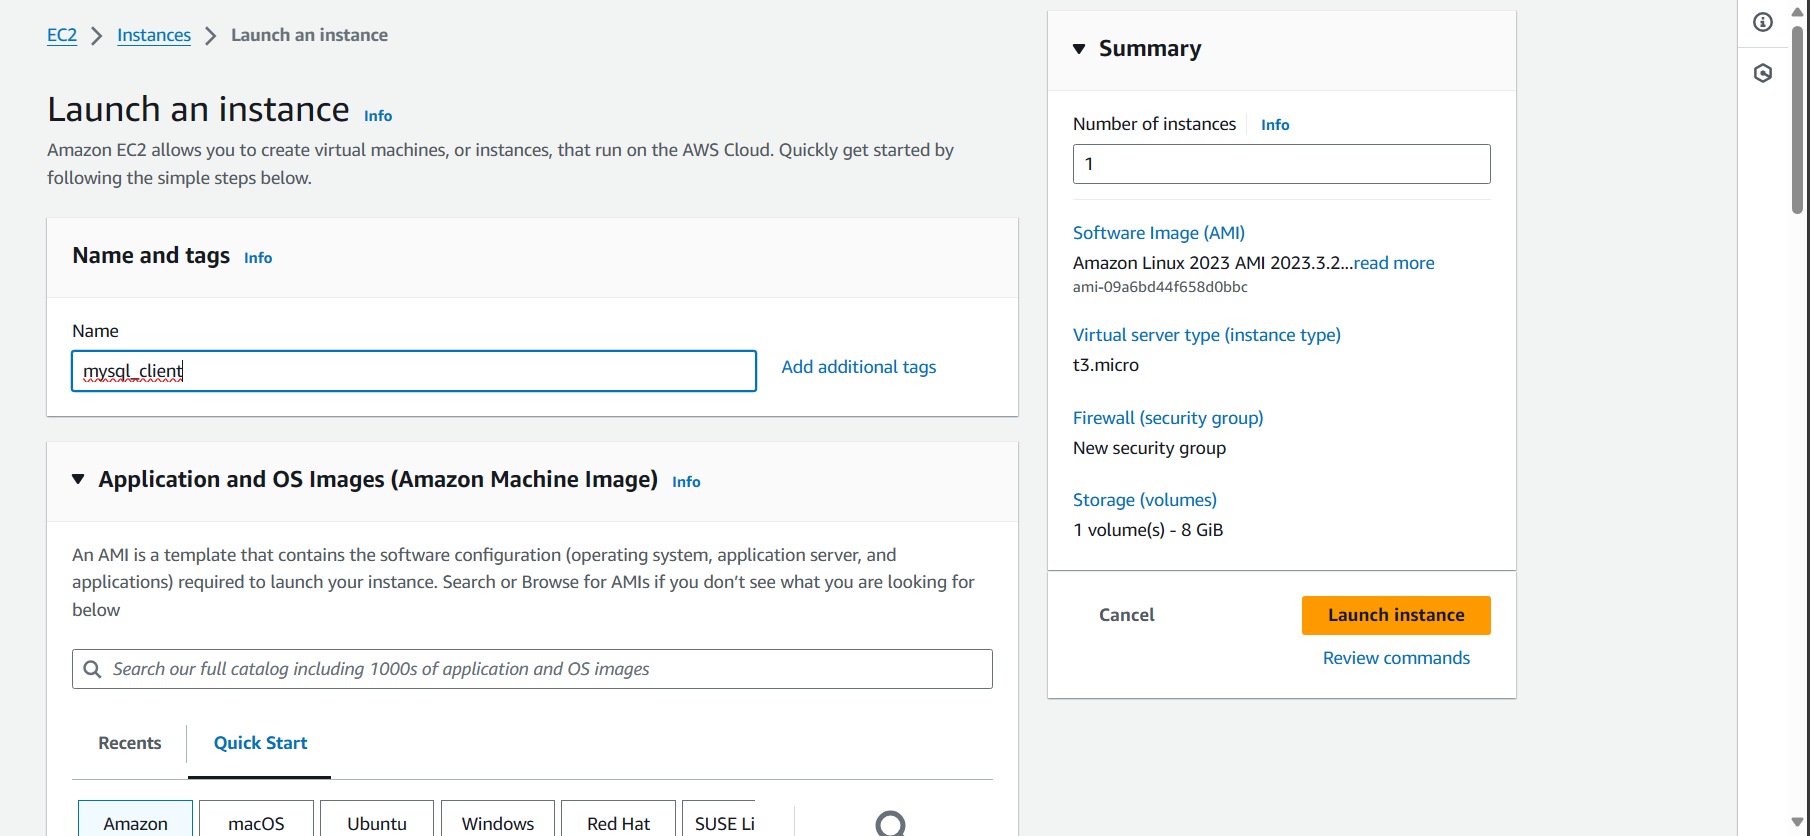 EC2 > Instances > Launch an instance
Launch an instance Info
Amazon EC2 allows you to create virtual machines, or instances, that run on the AWS Cloud. Quickly get started by
following the simple steps below.
Name and tags Info
Name
mysql_client
Add additional tags
Application and OS Images (Amazon Machine Image) Info
An AMI is a template that contains the software configuration (operating system, application server, and
applications) required to launch your instance. Search or Browse for AMIs if you don’t see what you are looking for
below
Search our full catalog including 1000s of application and OS images
Recents
Quick Start
Amazon
macOS
Ubuntu
Windows
Red Hat
SUSE Li
Summary
Number of instances Info
1
Software Image (AMI)
Amazon Linux 2023 AMI 2023.3.2...read more
ami-09a6bd44f658d0bbc
Virtual server type (instance type)
t3.micro
Firewall (security group)
New security group
Storage (volumes)
1 volume(s) - 8 GiB
Cancel
Launch instance
Review commands